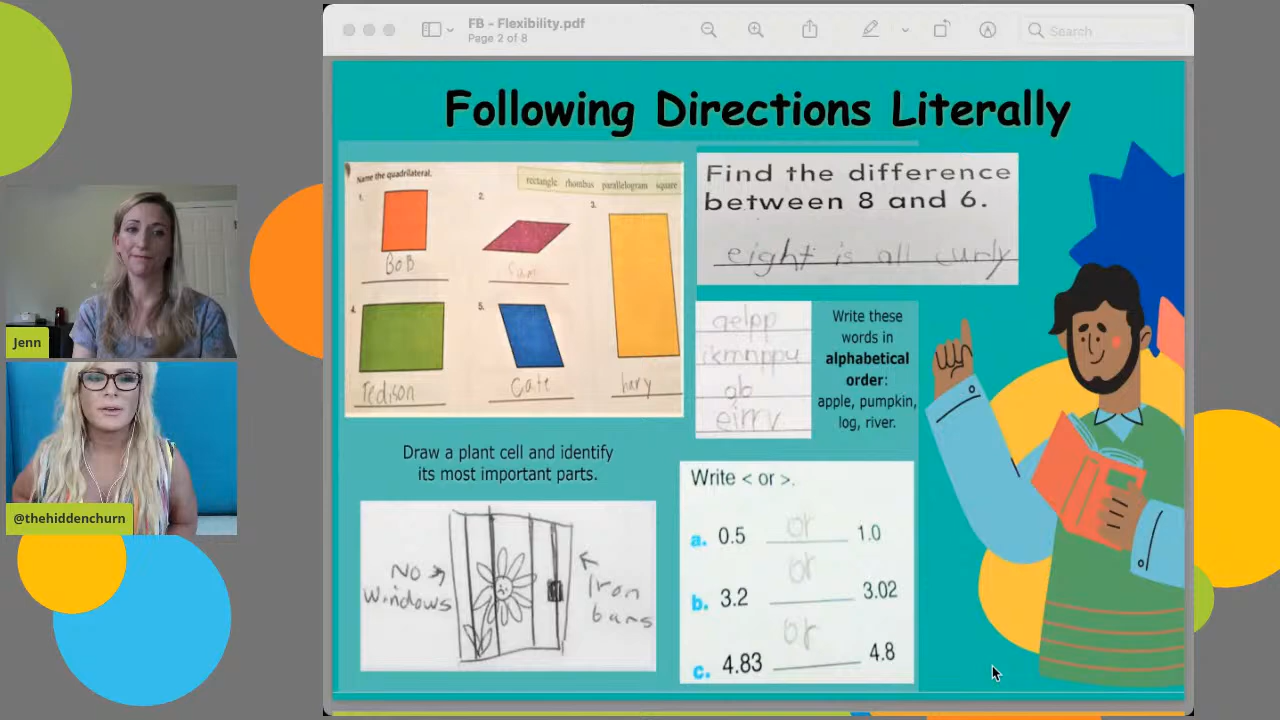 FB - Flexibility.pdf
Page 2 of 8
Search
Following Directions Literally
Name the quadrilateral.
rectangle rhombus parallelogram square
1.
2.
3.
BoB
4.
5.
Tedison
Cate
hary
Find the difference
between 8 and 6.
eight is all curly
aelpp
ikmnppu
glo
eirrv
Write these
words in
alphabetical
order:
apple, pumpkin,
log, river.
Draw a plant cell and identify
its most important parts.
No
windows
Iron
bars
Write < or >.
a. 0.5 or 1.0
b. 3.2 or 3.02
c. 4.83 or 4.8
Jenn
@thehiddenchurn